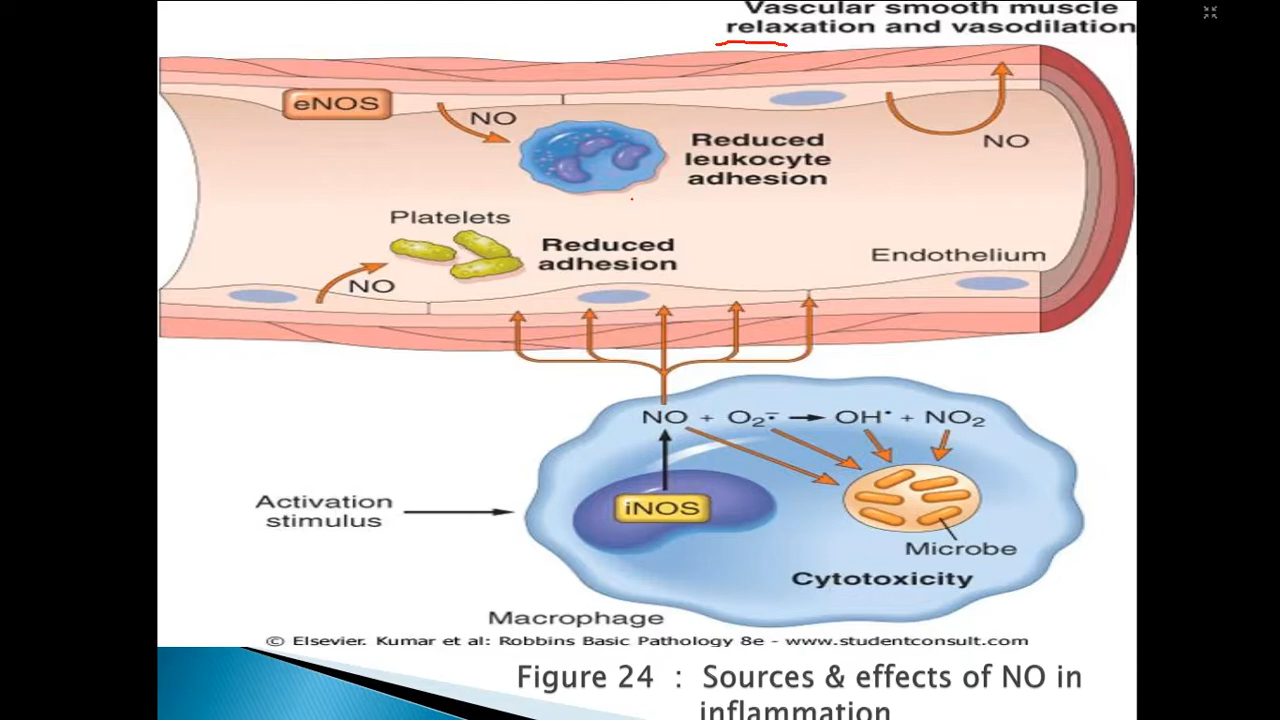 Vascular smooth muscle
relaxation and vasodilation
eNOS
NO
NO
Reduced
leukocyte
adhesion
Platelets
Reduced
adhesion
NO
Endothelium
NO + O₂⁻• → OH• + NO₂
iNOS
Activation
stimulus
Microbe
Cytotoxicity
Macrophage
© Elsevier. Kumar et al: Robbins Basic Pathology 8e - www.studentconsult.com
Figure 24 : Sources & effects of NO in
inflammation